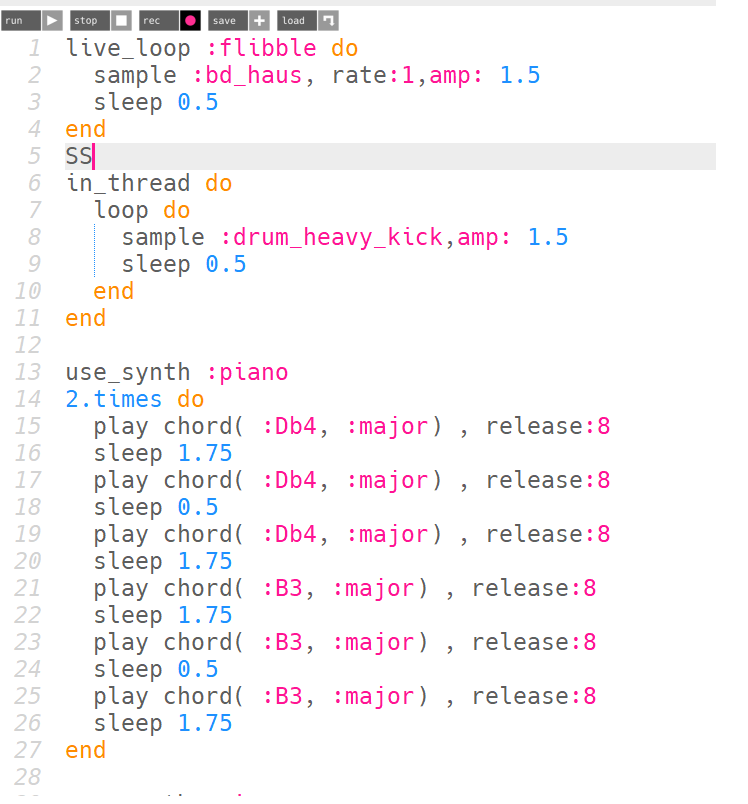 run stop rec save load
1 live_loop :flibble do
2   sample :bd_haus, rate:1,amp: 1.5
3   sleep 0.5
4 end
5 SS
6 in_thread do
7   loop do
8     sample :drum_heavy_kick,amp: 1.5
9     sleep 0.5
10   end
11 end
12
13 use_synth :piano
14 2.times do
15   play chord( :Db4, :major) , release:8
16   sleep 1.75
17   play chord( :Db4, :major) , release:8
18   sleep 0.5
19   play chord( :Db4, :major) , release:8
20   sleep 1.75
21   play chord( :B3, :major) , release:8
22   sleep 1.75
23   play chord( :B3, :major) , release:8
24   sleep 0.5
25   play chord( :B3, :major) , release:8
26   sleep 1.75
27 end
28